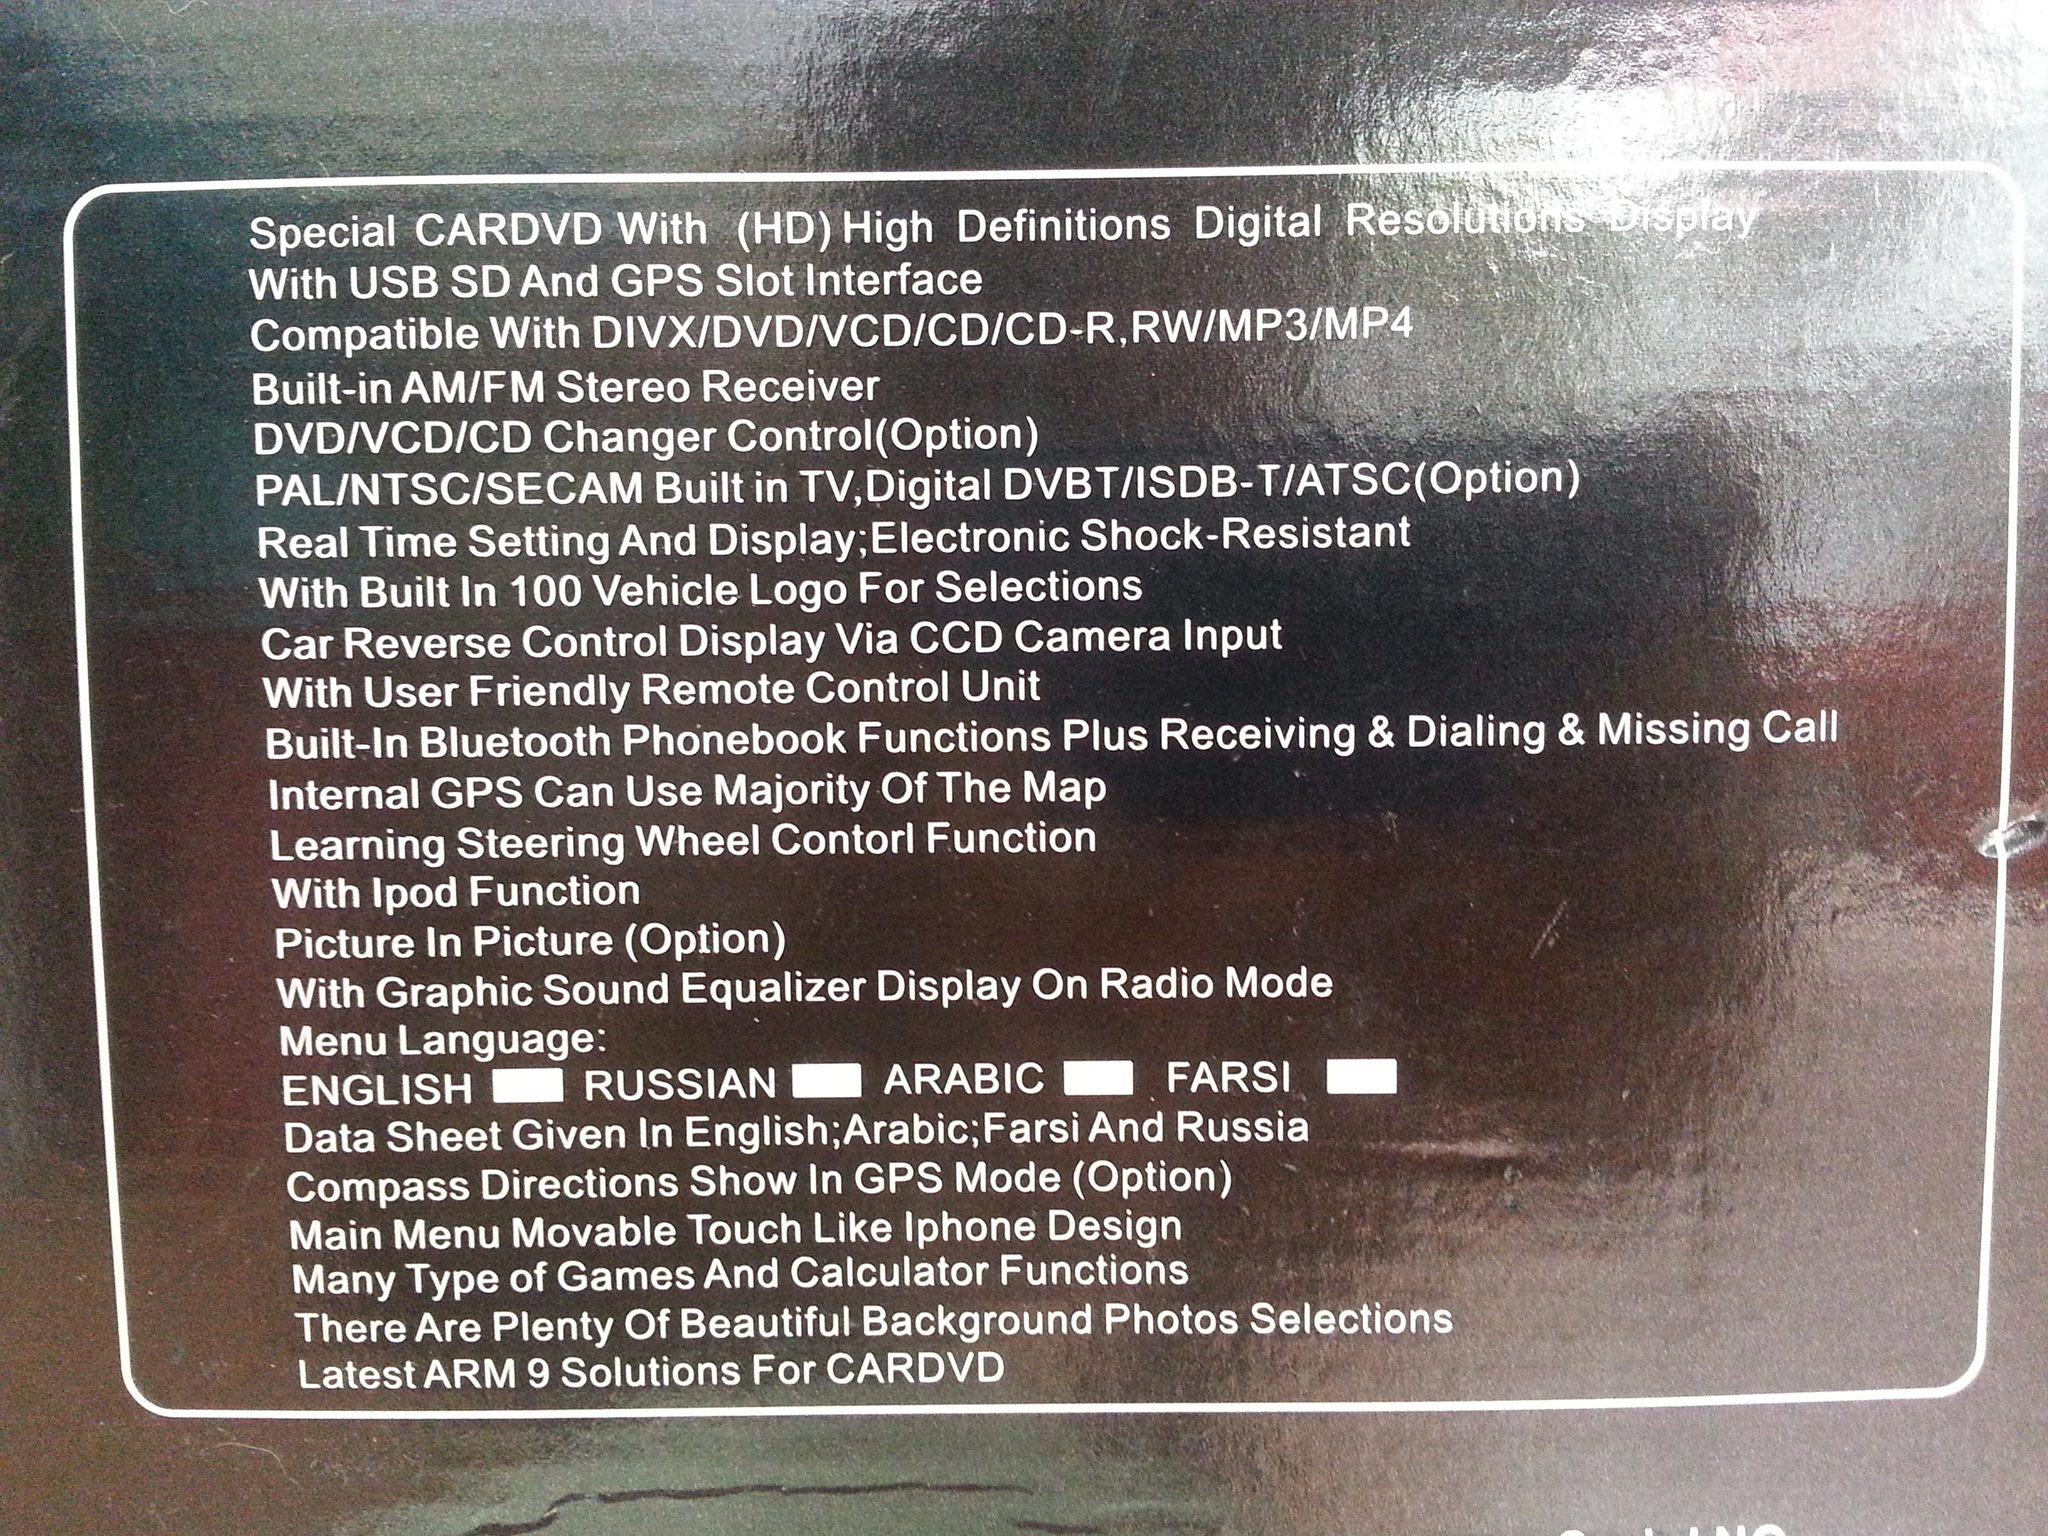 Special CARDVD With (HD) High Definitions Digital Resolutions Display
With USB SD And GPS Slot Interface
Compatible With DIVX/DVD/VCD/CD/CD-R,RW/MP3/MP4
Built-in AM/FM Stereo Receiver
DVD/VCD/CD Changer Control(Option)
PAL/NTSC/SECAM Built in TV,Digital DVBT/ISDB-T/ATSC(Option)
Real Time Setting And Display;Electronic Shock-Resistant
With Built In 100 Vehicle Logo For Selections
Car Reverse Control Display Via CCD Camera Input
With User Friendly Remote Control Unit
Built-In Bluetooth Phonebook Functions Plus Receiving & Dialing & Missing Call
Internal GPS Can Use Majority Of The Map
Learning Steering Wheel Contorl Function
With Ipod Function
Picture In Picture (Option)
With Graphic Sound Equalizer Display On Radio Mode
Menu Language:
ENGLISH RUSSIAN ARABIC FARSI
Data Sheet Given In English;Arabic;Farsi And Russia
Compass Directions Show In GPS Mode (Option)
Main Menu Movable Touch Like Iphone Design
Many Type of Games And Calculator Functions
There Are Plenty Of Beautiful Background Photos Selections
Latest ARM 9 Solutions For CARDVD